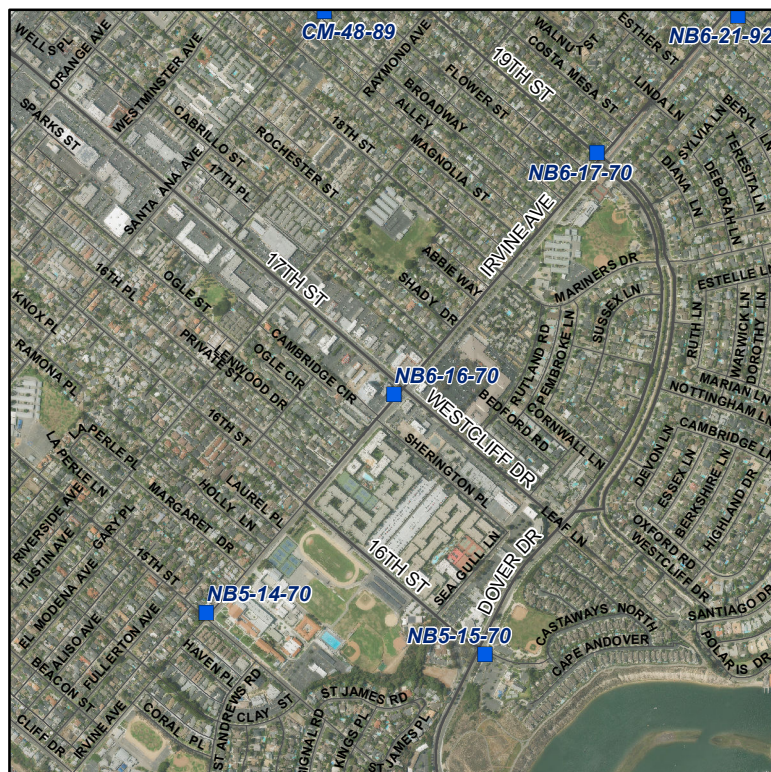 CM-48-89
NB6-21-92
WELLS PL
ORANGE AVE
WESTMINSTER AVE
RAYMOND AVE
WALNUT ST
ESTHER ST
COSTA MESA ST
19TH ST
FLOWER ST
BROADWAY
ALLEY
LINDA LN
SPARKS ST
CABRILLO ST
18TH ST
MAGNOLIA ST
SYLVIA LN
BERYL LN
TERESITA LN
DEBORAH LN
DIANA LN
ROCHESTER ST
SANTA ANA AVE
17TH PL
NB6-17-70
IRVINE AVE
ABBIE WAY
SHADY DR
MARINERS DR
17TH ST
16TH PL
OGLE ST
KNOX PL
SUSSEX LN
ESTELLE LN
RUTH LN
WARWICK LN
DOROTHY LN
RUTLAND RD
PEMBROKE LN
PRIVATE ST
OGLE CIR
CAMBRIDGE CIR
NB6-16-70
RAMONA PL
WESTCLIFF DR
BEDFORD RD
CORNWALL LN
MARIAN LN
NOTTINGHAM LN
CAMBRIDGE LN
16TH ST
LA PERLE PL
LA PERLE LN
SHERINGTON PL
DEVON LN
ESSEX LN
BERKSHIRE LN
HIGHLAND DR
LAUREL PL
HOLLY LN
MARGARET DR
RIVERSIDE AVE
TUSTIN AVE
GARY PL
LEAF LN
OXFORD RD
WESTCLIFF DR
16TH ST
SEA GULL LN
DOVER DR
15TH ST
EL MODENA AVE
NB5-14-70
ALISO AVE
FULLERTON AVE
NB5-15-70
CASTAWAYS NORTH
CAPE ANDOVER
SANTIAGO DR
POLARIS DR
BEACON ST
HAVEN PL
ST ANDREWS RD
CLAY ST
ST JAMES RD
KINGS PL
ST JAMES PL
CLIFF DR
IRVINE AVE
CORAL PL